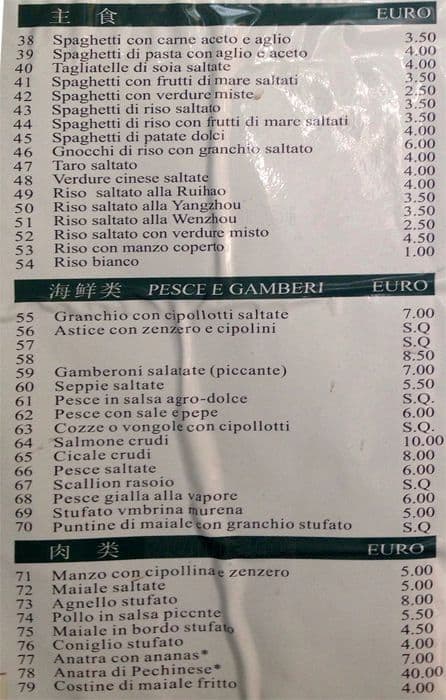 主 食 EURO
38 Spaghetti con carne aceto e aglio 3.50
39 Spaghetti di pasta con aglio e aceto 4.00
40 Tagliatelle di soia saltate 4.00
41 Spaghetti con frutti di mare saltati 3.50
42 Spaghetti con verdure miste 2.50
43 Spaghetti di riso saltato 3.50
44 Spaghetti di riso con frutti di mare saltati 3.50
45 Spaghetti di patate dolci 4.00
46 Gnocchi di riso con granchio saltato 6.00
47 Taro saltato 4.00
48 Verdure cinese saltate 4.00
49 Riso saltato alla Ruihao 4.00
50 Riso saltato alla Yangzhou 3.50
51 Riso saltato alla Wenzhou 3.50
52 Riso saltato con verdure misto 2.50
53 Riso con manzo coperto 4.50
54 Riso bianco 1.00
海鲜类 PESCE E GAMBERI EURO
55 Granchio con cipollotti saltate 7.00
56 Astice con zenzero e cipolini S.Q
57 S.Q
58 8.50
59 Gamberoni salatate (piccante) 7.00
60 Seppie saltate 5.50
61 Pesce in salsa agro-dolce S.Q.
62 Pesce con sale e pepe 6.00
63 Cozze o vongole con cipollotti S.Q.
64 Salmone crudi 10.00
65 Cicale crudi 8.00
66 Pesce saltate 6.00
67 Scallion rasoio S.Q
68 Pesce gialla alla vapore 6.00
69 Stufato vmbrina murena 5.00
70 Puntine di maiale con granchio stufato S.Q
肉 类 EURO
71 Manzo con cipollina e zenzero 5.00
72 Maiale saltate 5.00
73 Agnello stufato 8.00
74 Pollo in salsa piccnte 5.50
75 Maiale in bordo stufato 4.50
76 Coniglio stufato 4.00
77 Anatra con ananas* 7.00
78 Anatra di Pechinese* 40.00
79 Costine di maiale fritto 4.00